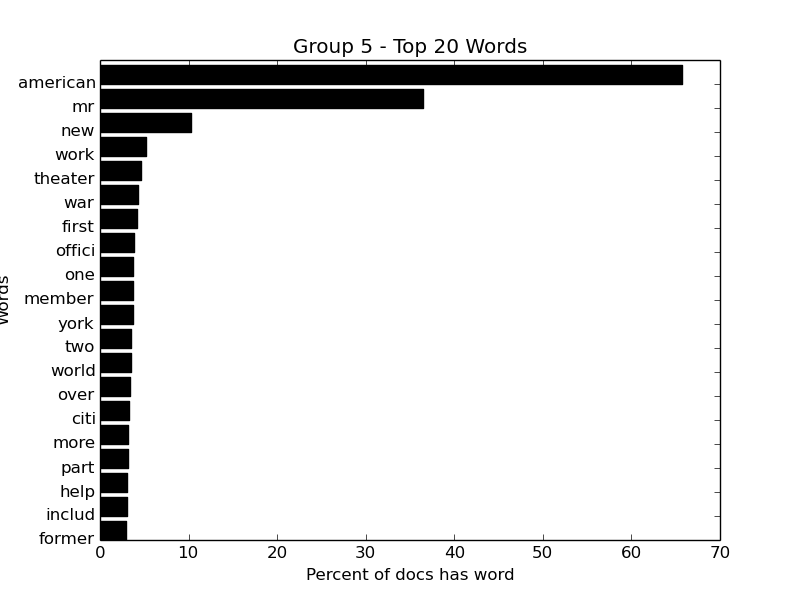 Group 5 - Top 20 Words
american
mr
new
work
theater
war
first
offici
one
member
york
two
world
over
citi
more
part
help
includ
former
Words
0 10 20 30 40 50 60 70
Percent of docs has word